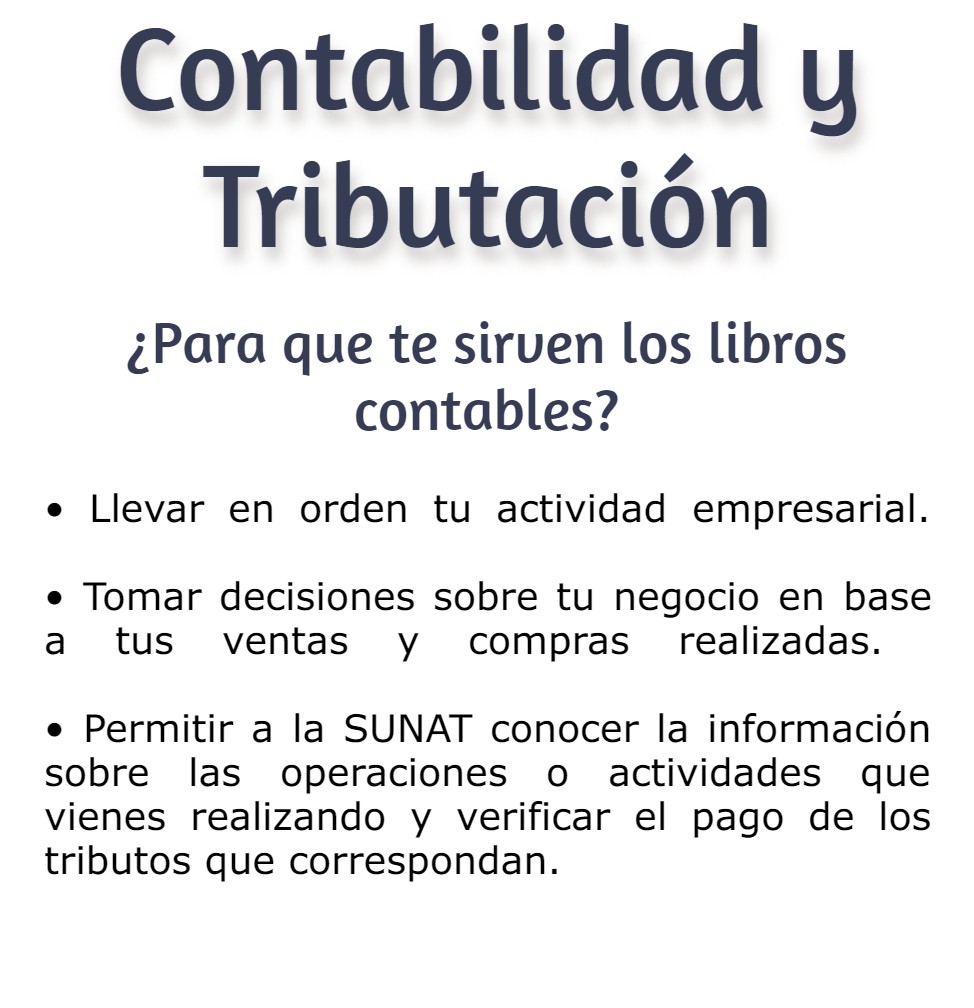 Contabilidad y
Tributación
¿Para que te sirven los libros
contables?
• Llevar en orden tu actividad empresarial.
• Tomar decisiones sobre tu negocio en base
a tus ventas y compras realizadas.
• Permitir a la SUNAT conocer la información
sobre las operaciones o actividades que
vienes realizando y verificar el pago de los
tributos que correspondan.